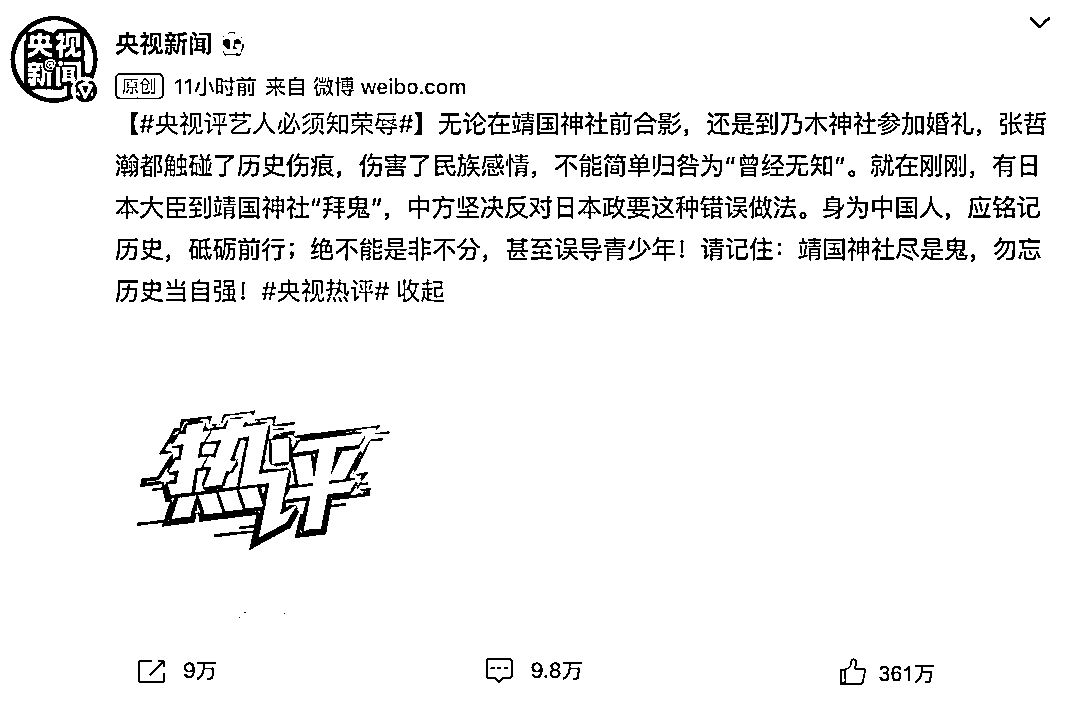 央视
@
新闻
央视新闻
原创 11小时前 来自 微博 weibo.com
【#央视评艺人必须知荣辱#】无论在靖国神社前合影，还是到乃木神社参加婚礼，张哲
瀚都触碰了历史伤痕，伤害了民族感情，不能简单归咎为“曾经无知”。就在刚刚，有日
本大臣到靖国神社“拜鬼”，中方坚决反对日本政要这种错误做法。身为中国人，应铭记
历史，砥砺前行；绝不能是非不分，甚至误导青少年！请记住：靖国神社尽是鬼，勿忘
历史当自强！#央视热评# 收起
热评
9万 9.8万 361万